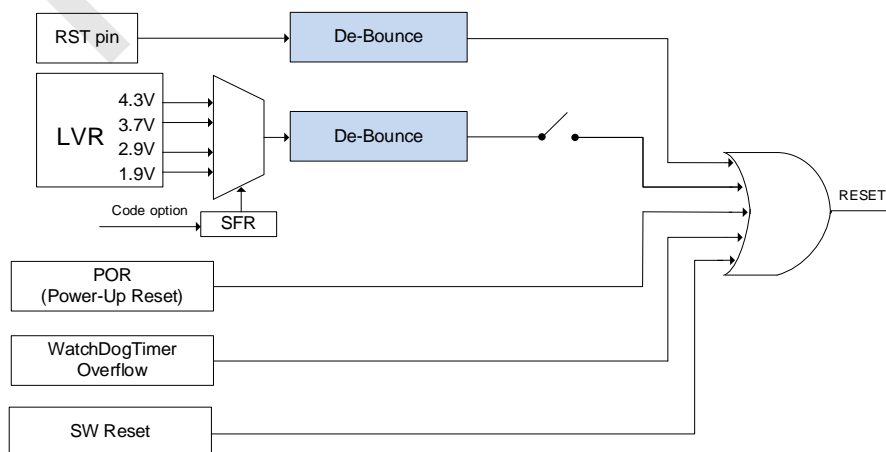 RST pin
De-Bounce
LVR
4.3V
3.7V
2.9V
1.9V
De-Bounce
Code option
SFR
RESET
POR
(Power-Up Reset)
WatchDogTimer
Overflow
SW Reset